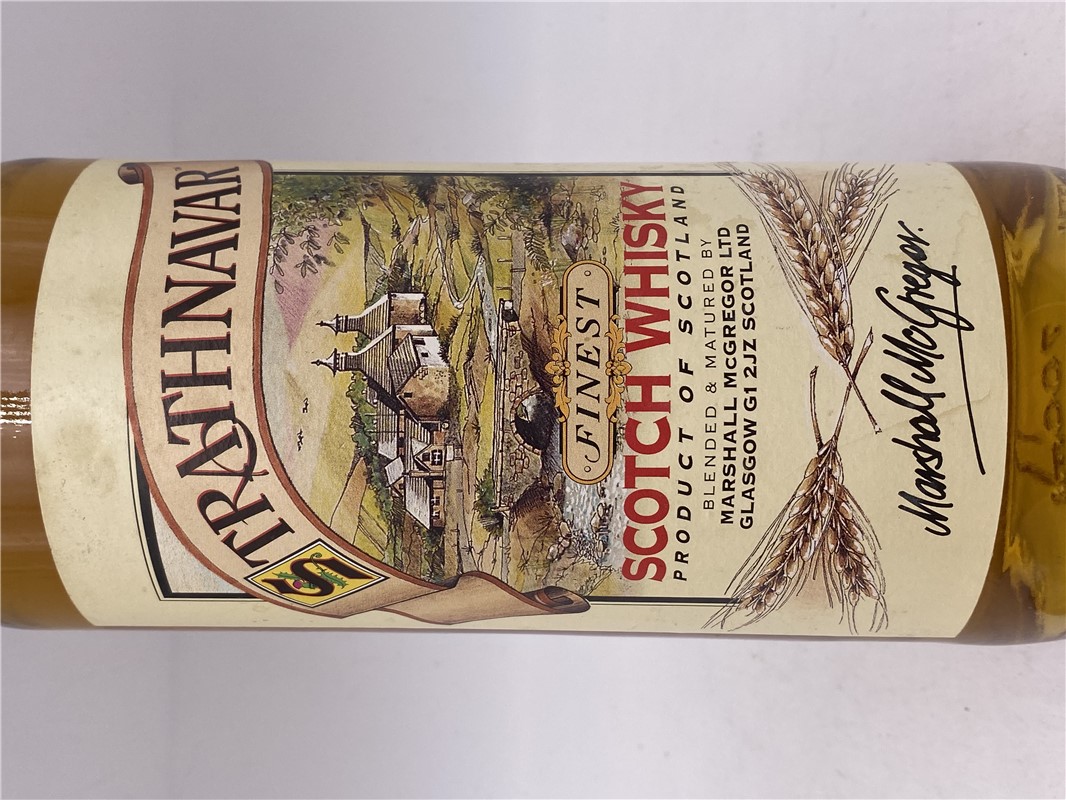 STRATHNAVAR
S
FINEST
SCOTCH WHISKY
PRODUCT OF SCOTLAND
BLENDED & MATURED BY
MARSHALL MCGREGOR LTD
GLASGOW G1 2JZ SCOTLAND
Marshall McGregor.